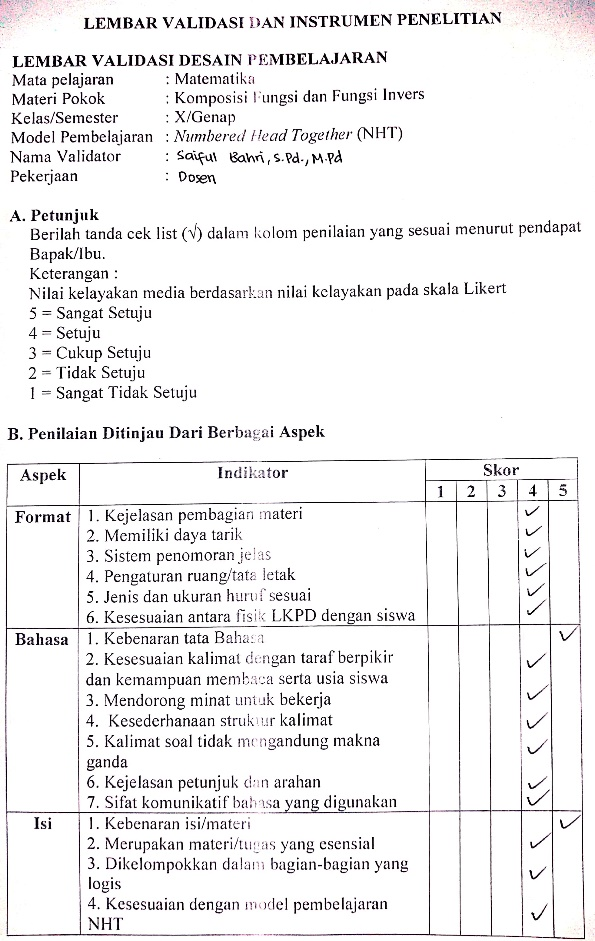 LEMBAR VALIDASI DAN INSTRUMEN PENELITIAN
LEMBAR VALIDASI DESAIN PEMBELAJARAN
Mata pelajaran : Matematika
Materi Pokok : Komposisi Fungsi dan Fungsi Invers
Kelas/Semester : X/Genap
Model Pembelajaran : Numbered Head Together (NHT)
Nama Validator : Saiful Bahri, S.Pd., M.Pd
Pekerjaan : Dosen
A. Petunjuk
Berilah tanda cek list (√) dalam kolom penilaian yang sesuai menurut pendapat
Bapak/Ibu.
Keterangan :
Nilai kelayakan media berdasarkan nilai kelayakan pada skala Likert
5 = Sangat Setuju
4 = Setuju
3 = Cukup Setuju
2 = Tidak Setuju
1 = Sangat Tidak Setuju
B. Penilaian Ditinjau Dari Berbagai Aspek
Aspek Indikator Skor
1 2 3 4 5
Format 1. Kejelasan pembagian materi ✓
2. Memiliki daya tarik ✓
3. Sistem penomoran jelas ✓
4. Pengaturan ruang/tata letak ✓
5. Jenis dan ukuran huruf sesuai ✓
6. Kesesuaian antara fisik LKPD dengan siswa ✓
Bahasa 1. Kebenaran tata Bahasa ✓
2. Kesesuaian kalimat dengan taraf berpikir ✓
dan kemampuan membaca serta usia siswa
3. Mendorong minat untuk bekerja ✓
4. Kesederhanaan struktur kalimat ✓
5. Kalimat soal tidak mengandung makna ✓
ganda
6. Kejelasan petunjuk dan arahan ✓
7. Sifat komunikatif bahasa yang digunakan ✓
Isi 1. Kebenaran isi/materi ✓
2. Merupakan materi/tugas yang esensial ✓
3. Dikelompokkan dalam bagian-bagian yang ✓
logis
4. Kesesuaian dengan model pembelajaran ✓
NHT